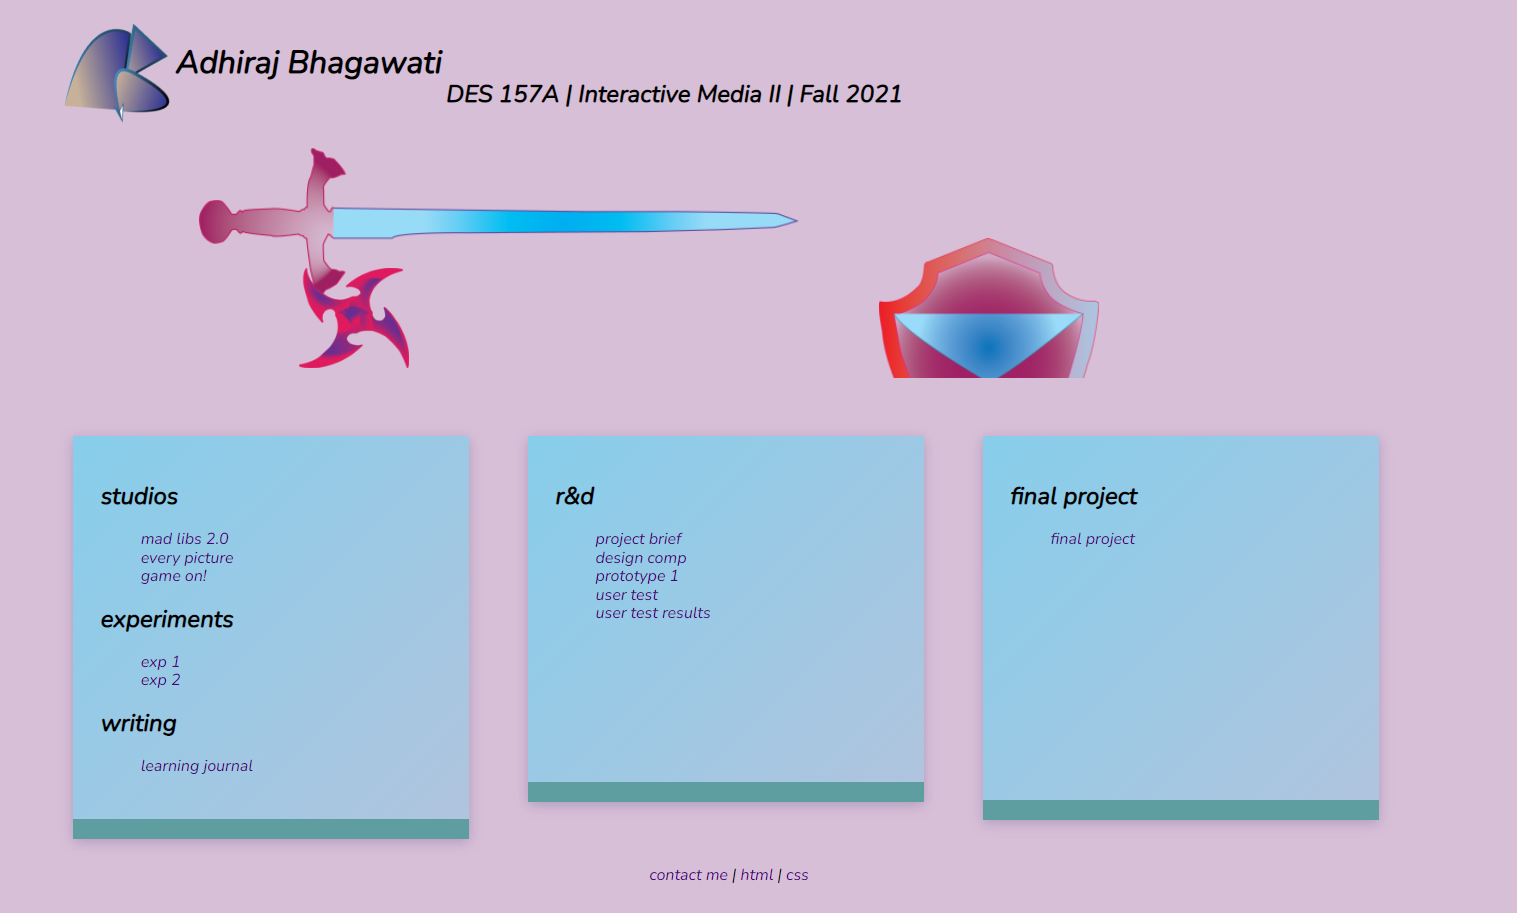 Adhiraj Bhagawati
DES 157A | Interactive Media II | Fall 2021
studios
mad libs 2.0
every picture
game on!
experiments
exp 1
exp 2
writing
learning journal
r&d
project brief
design comp
prototype 1
user test
user test results
final project
final project
contact me | html | css